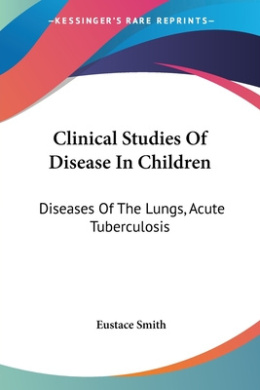 •KESSINGER'S RARE REPRINTS•
Clinical Studies Of
Disease In Children
Diseases Of The Lungs, Acute
Tuberculosis
Eustace Smith